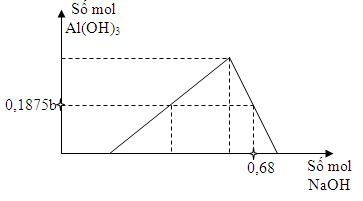 Số mol
Al(OH)₃
0,1875b
0,68
Số mol
NaOH